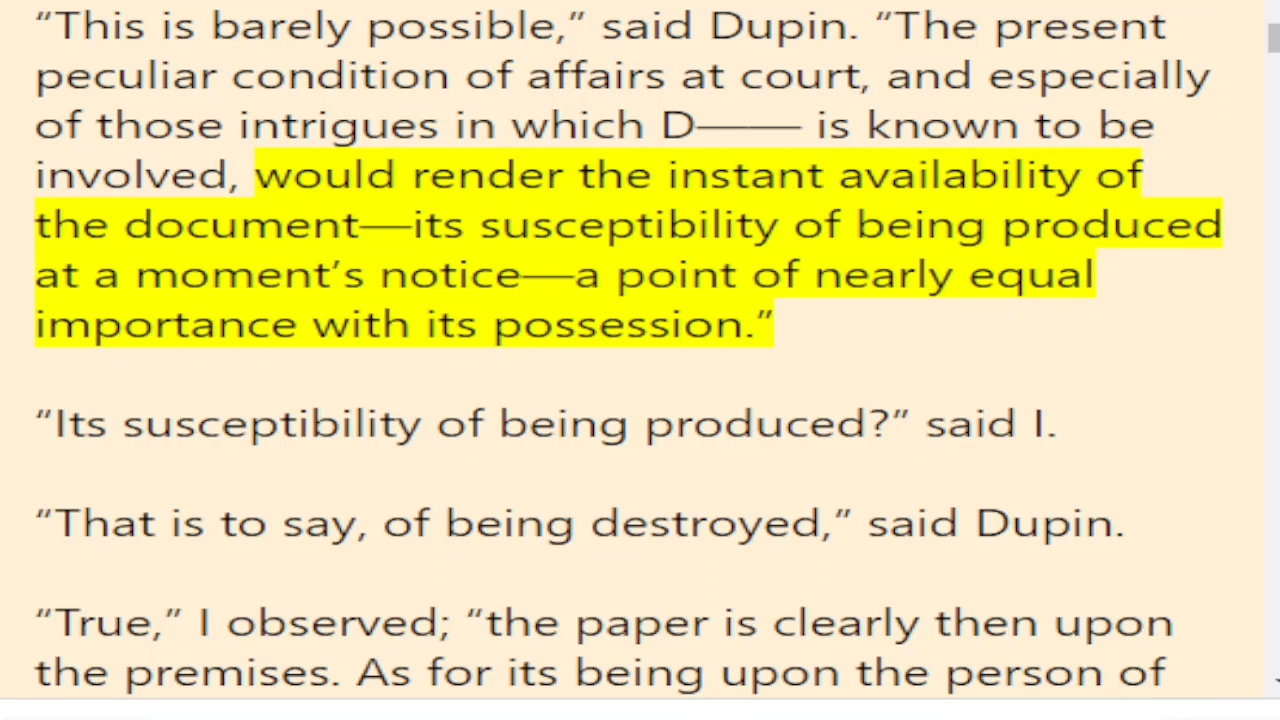 “This is barely possible,” said Dupin. “The present
peculiar condition of affairs at court, and especially
of those intrigues in which D—— is known to be
involved, would render the instant availability of
the document—its susceptibility of being produced
at a moment’s notice—a point of nearly equal
importance with its possession.”
“Its susceptibility of being produced?” said I.
“That is to say, of being destroyed,” said Dupin.
“True,” I observed; “the paper is clearly then upon
the premises. As for its being upon the person of